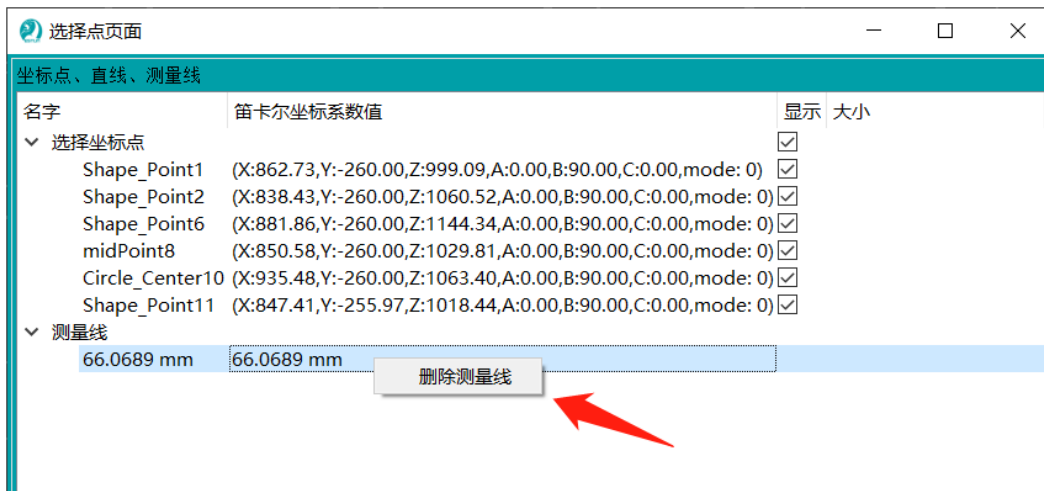 选择点页面
坐标点、直线、测量线
名字 笛卡尔坐标系数值 显示 大小
选择坐标点
Shape_Point1 (X:862.73,Y:-260.00,Z:999.09,A:0.00,B:90.00,C:0.00,mode: 0)
Shape_Point2 (X:838.43,Y:-260.00,Z:1060.52,A:0.00,B:90.00,C:0.00,mode: 0)
Shape_Point6 (X:881.86,Y:-260.00,Z:1144.34,A:0.00,B:90.00,C:0.00,mode: 0)
midPoint8 (X:850.58,Y:-260.00,Z:1029.81,A:0.00,B:90.00,C:0.00,mode: 0)
Circle_Center10 (X:935.48,Y:-260.00,Z:1063.40,A:0.00,B:90.00,C:0.00,mode: 0)
Shape_Point11 (X:847.41,Y:-255.97,Z:1018.44,A:0.00,B:90.00,C:0.00,mode: 0)
测量线
66.0689 mm 66.0689 mm
删除测量线